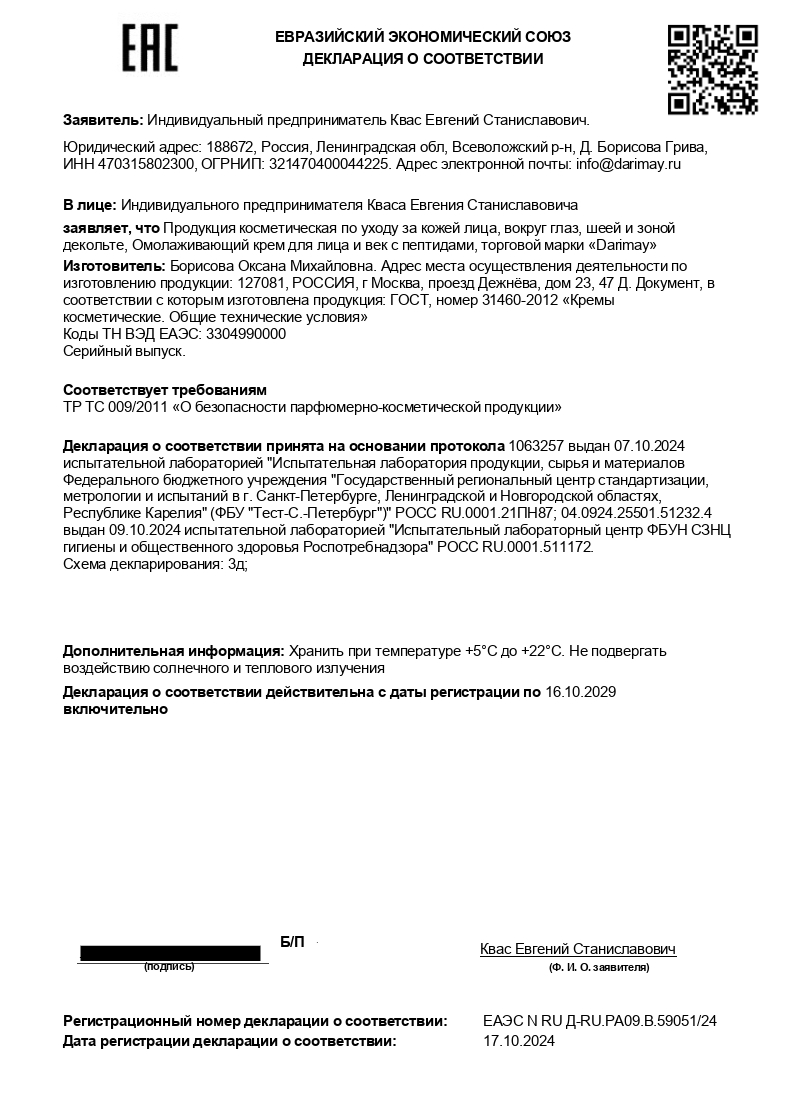 EAC
ЕВРАЗИЙСКИЙ ЭКОНОМИЧЕСКИЙ СОЮЗ
ДЕКЛАРАЦИЯ О СООТВЕТСТВИИ
Заявитель: Индивидуальный предприниматель Квас Евгений Станиславович.
Юридический адрес: 188672, Россия, Ленинградская обл, Всеволожский р-н, Д. Борисова Грива,
ИНН 470315802300, ОГРНИП: 321470400044225. Адрес электронной почты: info@darimay.ru
В лице: Индивидуального предпринимателя Кваса Евгения Станиславовича
заявляет, что Продукция косметическая по уходу за кожей лица, вокруг глаз, шеей и зоной
декольте, Омолаживающий крем для лица и век с пептидами, торговой марки «Darimay»
Изготовитель: Борисова Оксана Михайловна. Адрес места осуществления деятельности по
изготовлению продукции: 127081, РОССИЯ, г Москва, проезд Дежнёва, дом 23, 47 Д. Документ, в
соответствии с которым изготовлена продукция: ГОСТ, номер 31460-2012 «Кремы
косметические. Общие технические условия»
Коды ТН ВЭД ЕАЭС: 3304990000
Серийный выпуск.
Соответствует требованиям
ТР ТС 009/2011 «О безопасности парфюмерно-косметической продукции»
Декларация о соответствии принята на основании протокола 1063257 выдан 07.10.2024
испытательной лабораторией "Испытательная лаборатория продукции, сырья и материалов
Федерального бюджетного учреждения "Государственный региональный центр стандартизации,
метрологии и испытаний в г. Санкт-Петербурге, Ленинградской и Новгородской областях,
Республике Карелия" (ФБУ "Тест-С.-Петербург")" РОСС RU.0001.21ПН87; 04.0924.25501.51232.4
выдан 09.10.2024 испытательной лабораторией "Испытательный лабораторный центр ФБУН СЗНЦ
гигиены и общественного здоровья Роспотребнадзора" РОСС RU.0001.511172.
Схема декларирования: 3д;
Дополнительная информация: Хранить при температуре +5°С до +22°С. Не подвергать
воздействию солнечного и теплового излучения
Декларация о соответствии действительна с даты регистрации по 16.10.2029
включительно
Б/П
Квас Евгений Станиславович
(подпись)
(Ф. И. О. заявителя)
Регистрационный номер декларации о соответствии: ЕАЭС N RU Д-RU.РА09.В.59051/24
Дата регистрации декларации о соответствии: 17.10.2024